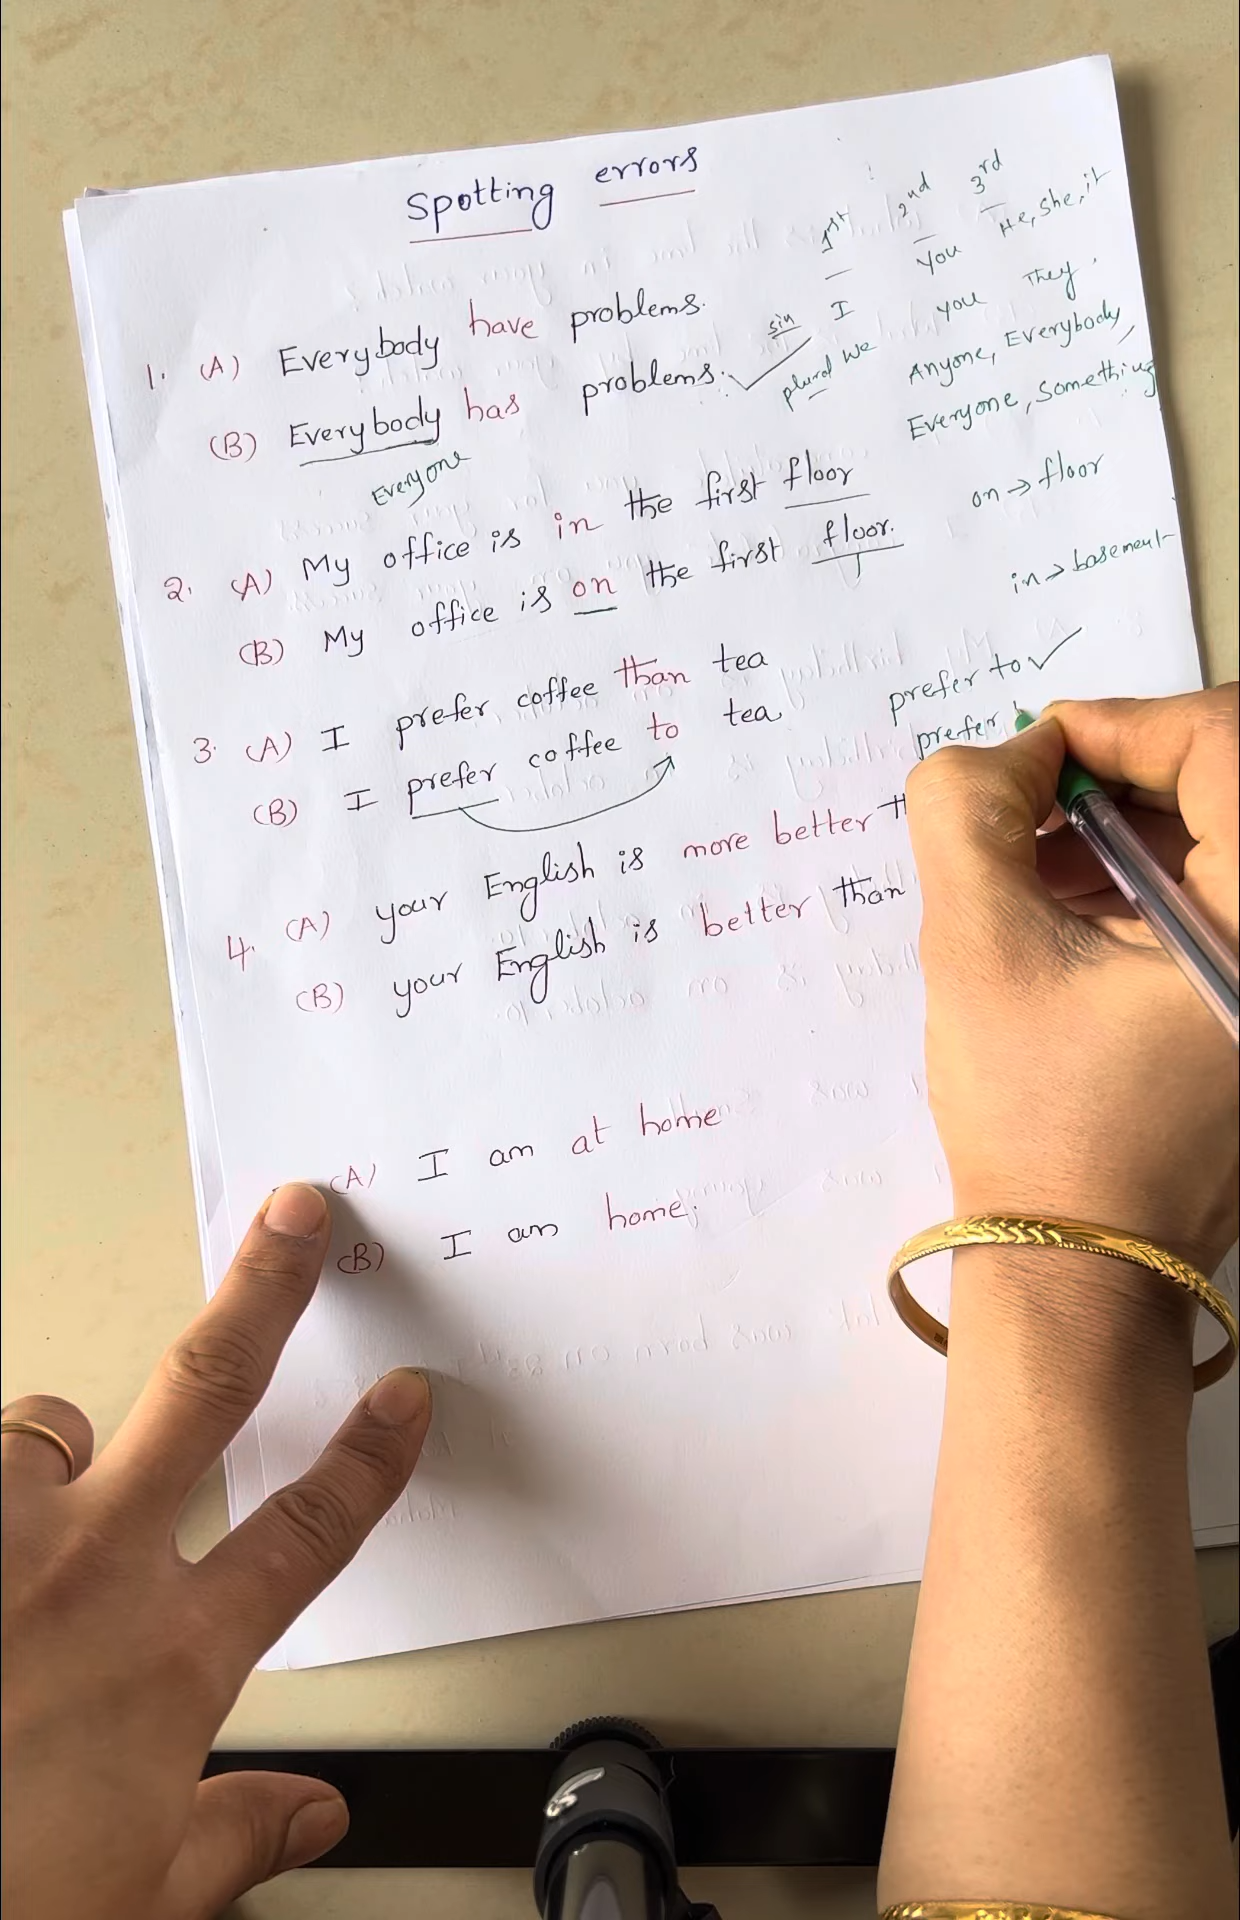 Spotting errors
1. (A) Everybody have problems.
(B) Everybody has problems.
Everyone
1st 2nd 3rd
sin I you He, she, it
plural we you They.
Anyone, Everybody,
Everyone, Something
2. (A) My office is in the first floor
(B) My office is on the first floor.
on → floor
in → basement
3. (A) I prefer coffee than tea
(B) I prefer coffee to tea
prefer to ✓
prefer
4. (A) your English is more better
(B) your English is better than
(A) I am at home
(B) I am home.